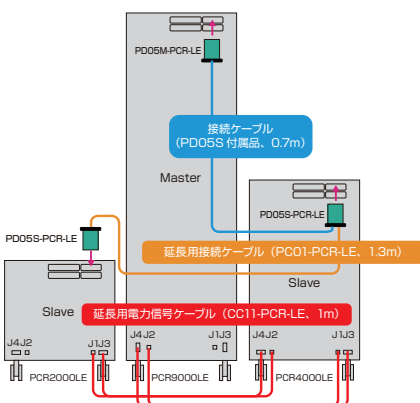 PD05M-PCR-LE
接続ケーブル
（PD05S 付属品、0.7m）
Master
PD05S-PCR-LE
PD05S-PCR-LE
延長用接続ケーブル（PC01-PCR-LE、1.3m）
Slave
Slave
延長用電力信号ケーブル（CC11-PCR-LE、1m）
J4J2 J1J3
J4J2 J1J3
J4J2 J1J3
PCR2000LE
PCR9000LE
PCR4000LE